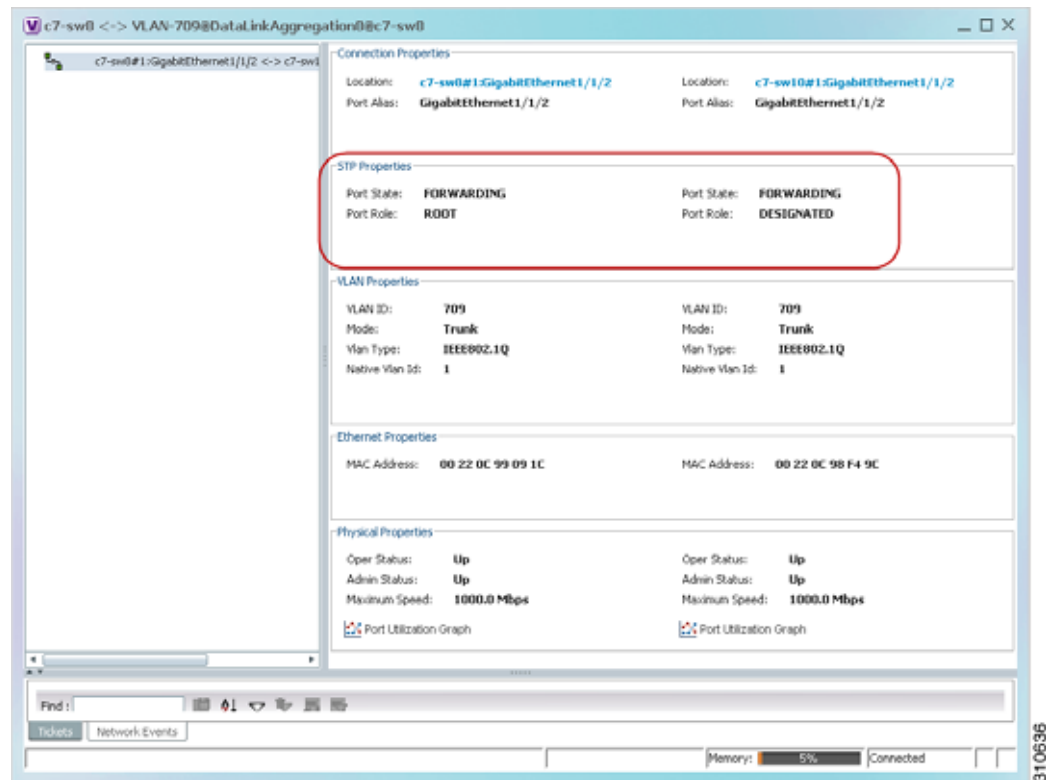 c7-sw8 <-> VLAN-709@DataLinkAggregation8@c7-sw8
c7-sw8#1:GigabitEthernet1/1/2 <-> c7-sw1
Connection Properties
Location: c7-sw8#1:GigabitEthernet1/1/2 Location: c7-sw10#1:GigabitEthernet1/1/2
Port Alias: GigabitEthernet1/1/2 Port Alias: GigabitEthernet1/1/2
STP Properties
Port State: FORWARDING Port State: FORWARDING
Port Role: ROOT Port Role: DESIGNATED
VLAN Properties
VLAN ID: 709 VLAN ID: 709
Mode: Trunk Mode: Trunk
Vlan Type: IEEE802.1Q Vlan Type: IEEE802.1Q
Native Vlan Id: 1 Native Vlan Id: 1
Ethernet Properties
MAC Address: 00 22 0C 99 09 1C MAC Address: 00 22 0C 98 F4 9C
Physical Properties
Oper Status: Up Oper Status: Up
Admin Status: Up Admin Status: Up
Maximum Speed: 1000.0 Mbps Maximum Speed: 1000.0 Mbps
Port Utilization Graph Port Utilization Graph
Find :
Tickets Network Events
Memory: 5% Connected
310636